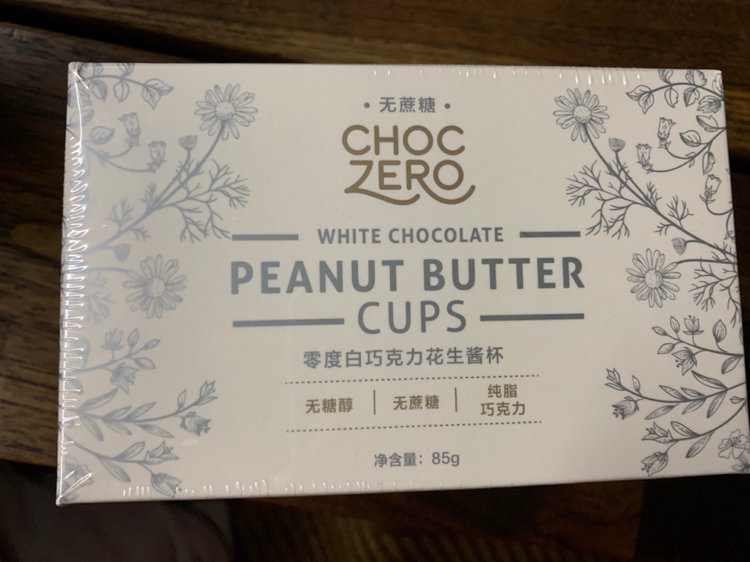 • 无蔗糖 •
CHOC
ZERO
WHITE CHOCOLATE
PEANUT BUTTER
CUPS
零度白巧克力花生酱杯
无糖醇 | 无蔗糖 | 纯脂
巧克力
净含量：85g